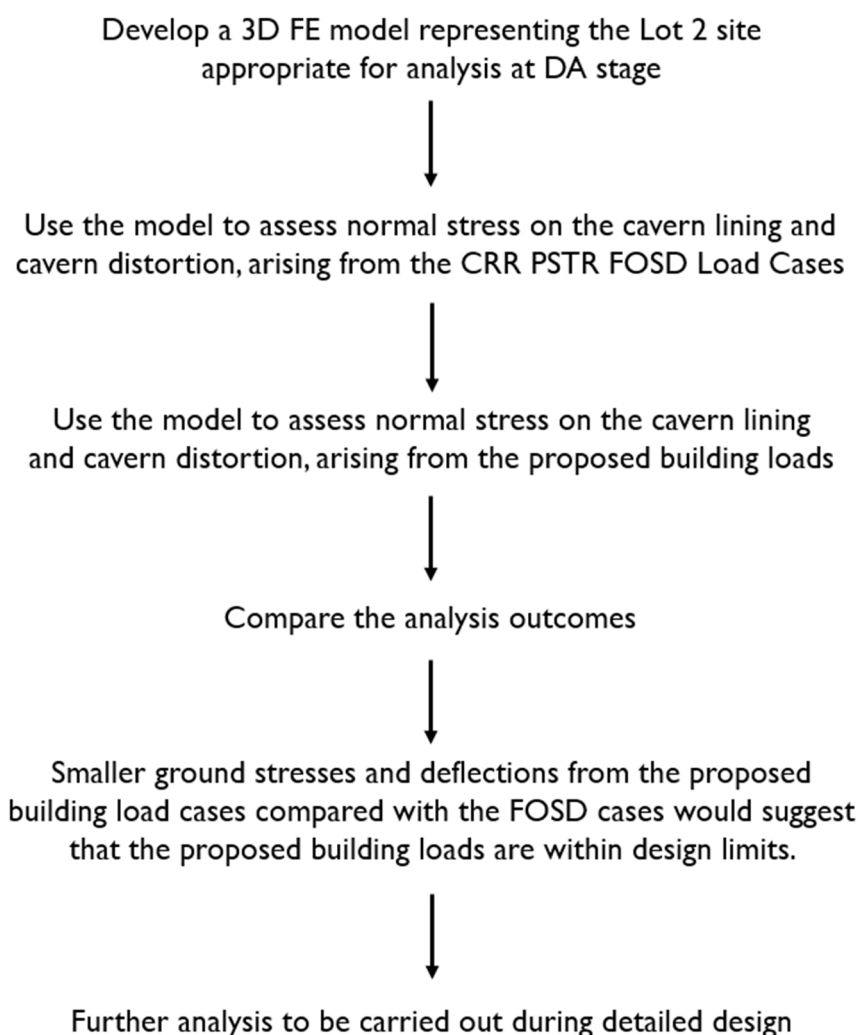 Develop a 3D FE model representing the Lot 2 site
appropriate for analysis at DA stage
Use the model to assess normal stress on the cavern lining and
cavern distortion, arising from the CRR PSTR FOSD Load Cases
Use the model to assess normal stress on the cavern lining
and cavern distortion, arising from the proposed building loads
Compare the analysis outcomes
Smaller ground stresses and deflections from the proposed
building load cases compared with the FOSD cases would suggest
that the proposed building loads are within design limits.
Further analysis to be carried out during detailed design